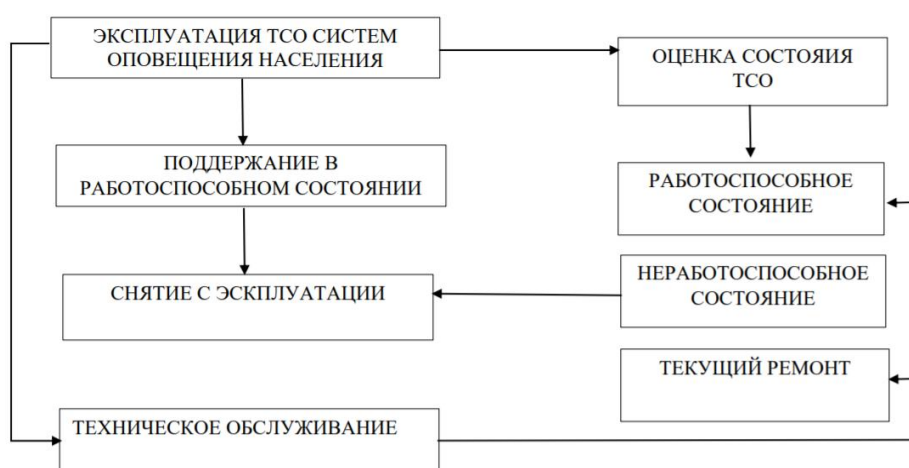 ЭКСПЛУАТАЦИЯ ТСО СИСТЕМ
ОПОВЕЩЕНИЯ НАСЕЛЕНИЯ
ОЦЕНКА СОСТОЯИЯ
ТСО
ПОДДЕРЖАНИЕ В
РАБОТОСПОСОБНОМ СОСТОЯНИИ
РАБОТОСПОСОБНОЕ
СОСТОЯНИЕ
СНЯТИЕ С ЭСКПЛУАТАЦИИ
НЕРАБОТОСПОСОБНОЕ
СОСТОЯНИЕ
ТЕКУЩИЙ РЕМОНТ
ТЕХНИЧЕСКОЕ ОБСЛУЖИВАНИЕ